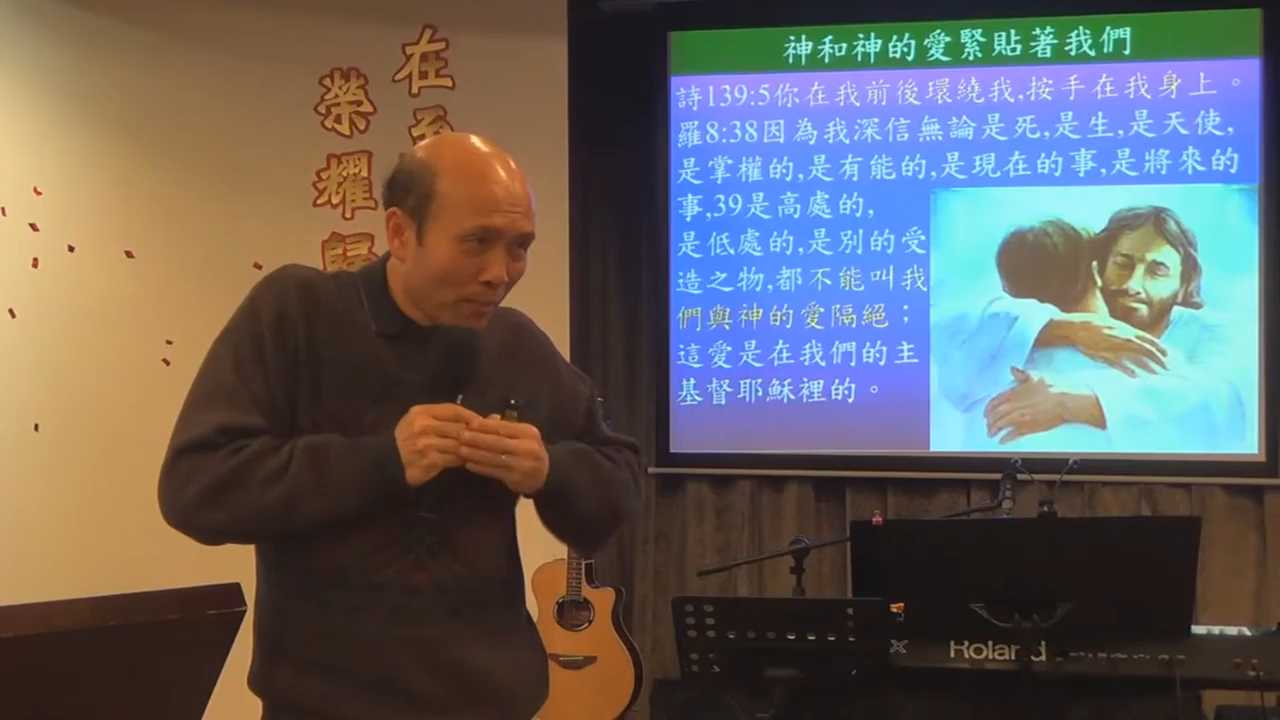 在至
榮耀歸
神和神的愛緊貼著我們
詩139:5你在我前後環繞我,按手在我身上。
羅8:38因為我深信無論是死,是生,是天使,
是掌權的,是有能的,是現在的事,是將來的
事,39是高處的,
是低處的,是別的受
造之物,都不能叫我
們與神的愛隔絕；
這愛是在我們的主
基督耶穌裡的。
Roland